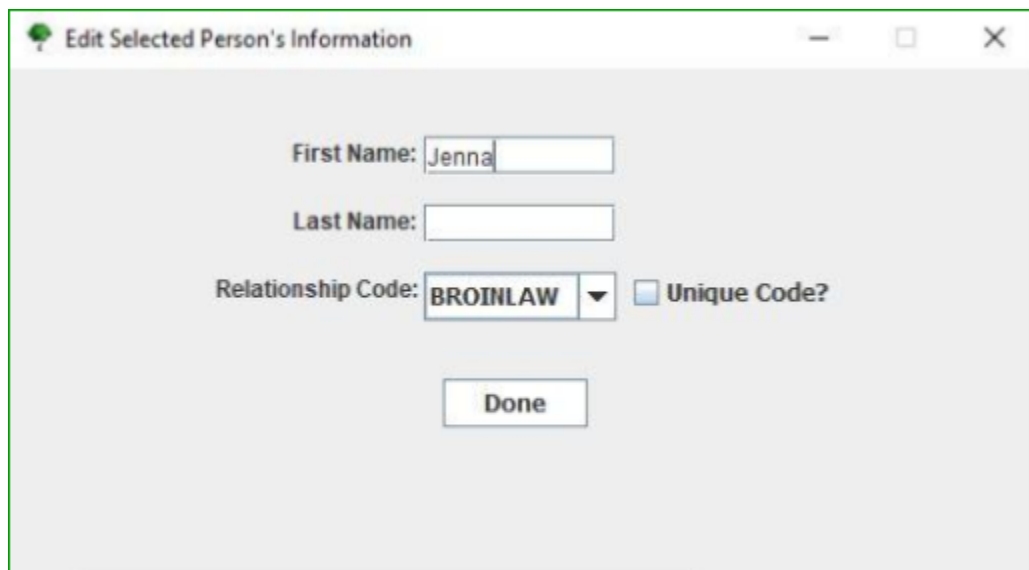 Edit Selected Person's Information
First Name: Jenna
Last Name:
Relationship Code: BROINLAW Unique Code?
Done